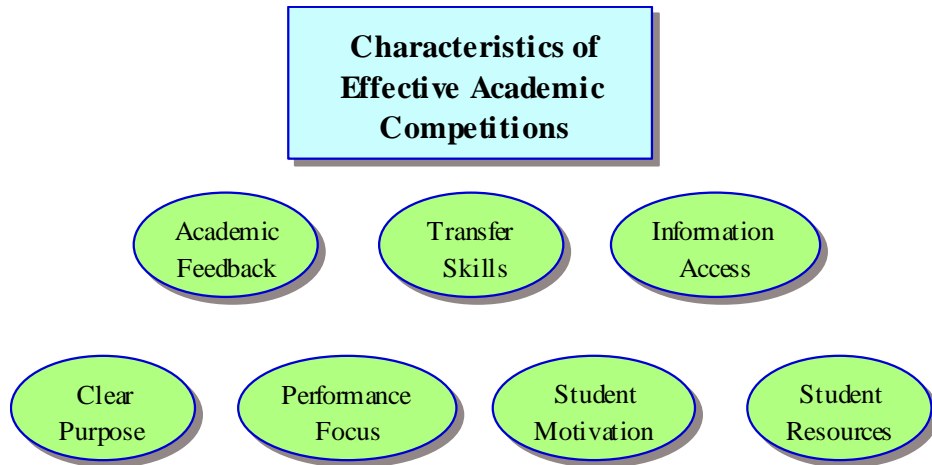 Characteristics of
Effective Academic
Competitions
Academic
Feedback
Transfer
Skills
Information
Access
Clear
Purpose
Performance
Focus
Student
Motivation
Student
Resources